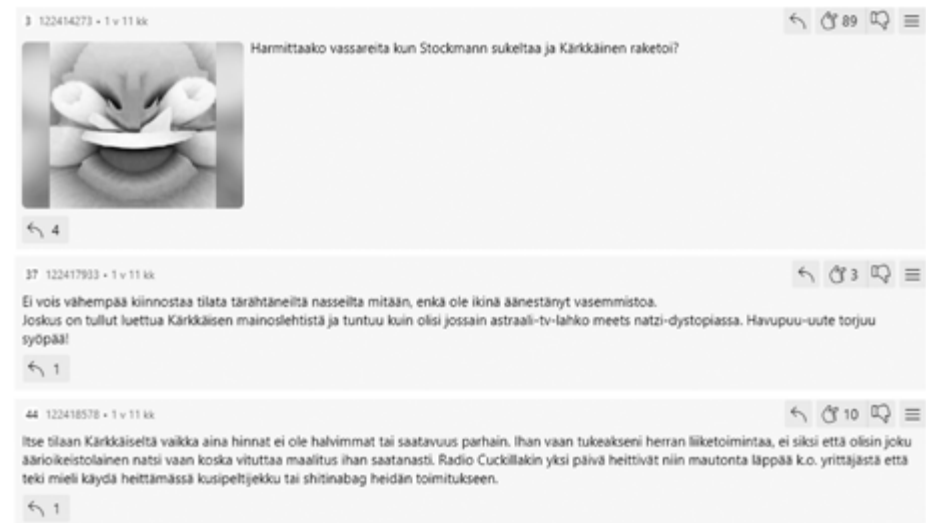 3 122414273 • 1 v 11 kk
89
Harmittaako vassareita kun Stockmann sukeltaa ja Kärkkäinen raketoi?
4
37 122417933 • 1 v 11 kk
3
Ei vois vähempää kiinnostaa tilata tärähtäneiltä nasseilta mitään, enkä ole ikinä äänestänyt vasemmistoa.
Joskus on tullut luettua Kärkkäisen mainoslehtistä ja tuntuu kuin olisi jossain astraali-tv-lahko meets natzi-dystopiassa. Havupuu-uute torjuu
syöpää!
1
44 122418578 • 1 v 11 kk
10
Itse tilaan Kärkkäiseltä vaikka aina hinnat ei ole halvimmat tai saatavuus parhain. Ihan vaan tukeakseni herran liiketoimintaa, ei siksi että olisin joku
äärioikeistolainen natsi vaan koska vituttaa maalitus ihan saatanasti. Radio Cuckillakin yksi päivä heittivät niin mautonta läppää k.o. yrittäjästä että
teki mieli käydä heittämässä kusipeltijekku tai shitinabag heidän toimitukseen.
1